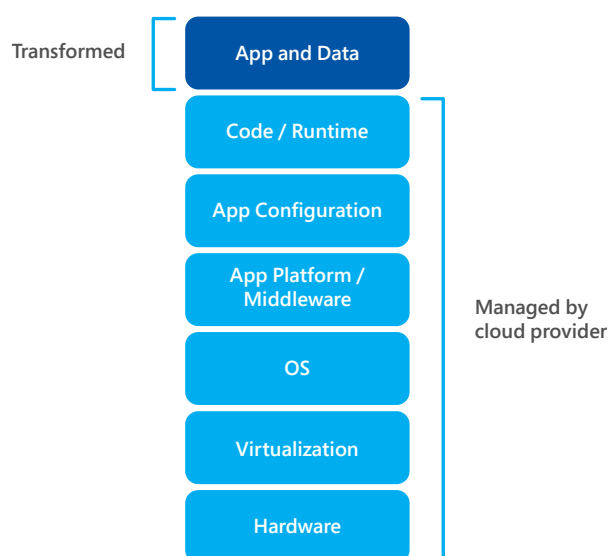 Transformed
App and Data
Code / Runtime
App Configuration
App Platform /
Middleware
Managed by
cloud provider
OS
Virtualization
Hardware